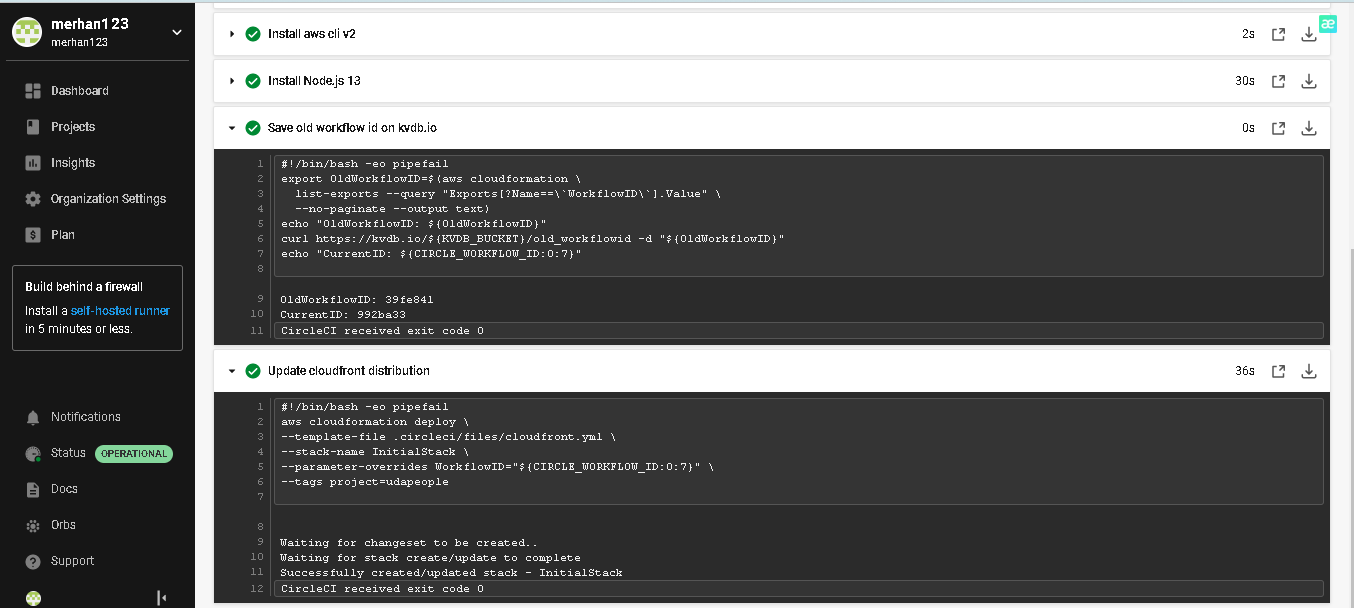 merhan123
merhan123
Dashboard
Projects
Insights
Organization Settings
Plan
Build behind a firewall
Install a self-hosted runner
in 5 minutes or less.
Notifications
Status OPERATIONAL
Docs
Orbs
Support
æ
Install aws cli v2 2s
Install Node.js 13 30s
Save old workflow id on kvdb.io 0s
1 #!/bin/bash -eo pipefail
2 export OldWorkflowID=$(aws cloudformation \
3 list-exports --query "Exports[?Name==\`WorkflowID\`].Value" \
4 --no-paginate --output text)
5 echo "OldWorkflowID: ${OldWorkflowID}"
6 curl https://kvdb.io/${KVDB_BUCKET}/old_workflowid -d "${OldWorkflowID}"
7 echo "CurrentID: ${CIRCLE_WORKFLOW_ID:0:7}"
8
9 OldWorkflowID: 39fe841
10 CurrentID: 992ba33
11 CircleCI received exit code 0
Update cloudfront distribution 36s
1 #!/bin/bash -eo pipefail
2 aws cloudformation deploy \
3 --template-file .circleci/files/cloudfront.yml \
4 --stack-name InitialStack \
5 --parameter-overrides WorkflowID="${CIRCLE_WORKFLOW_ID:0:7}" \
6 --tags project=udapeople
7
8
9 Waiting for changeset to be created..
10 Waiting for stack create/update to complete
11 Successfully created/updated stack - InitialStack
12 CircleCI received exit code 0